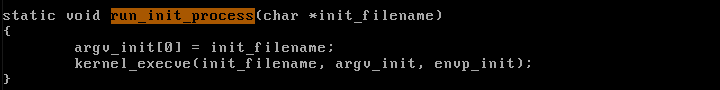 static void run_init_process(char *init_filename)
{
        argv_init[0] = init_filename;
        kernel_execve(init_filename, argv_init, envp_init);
}